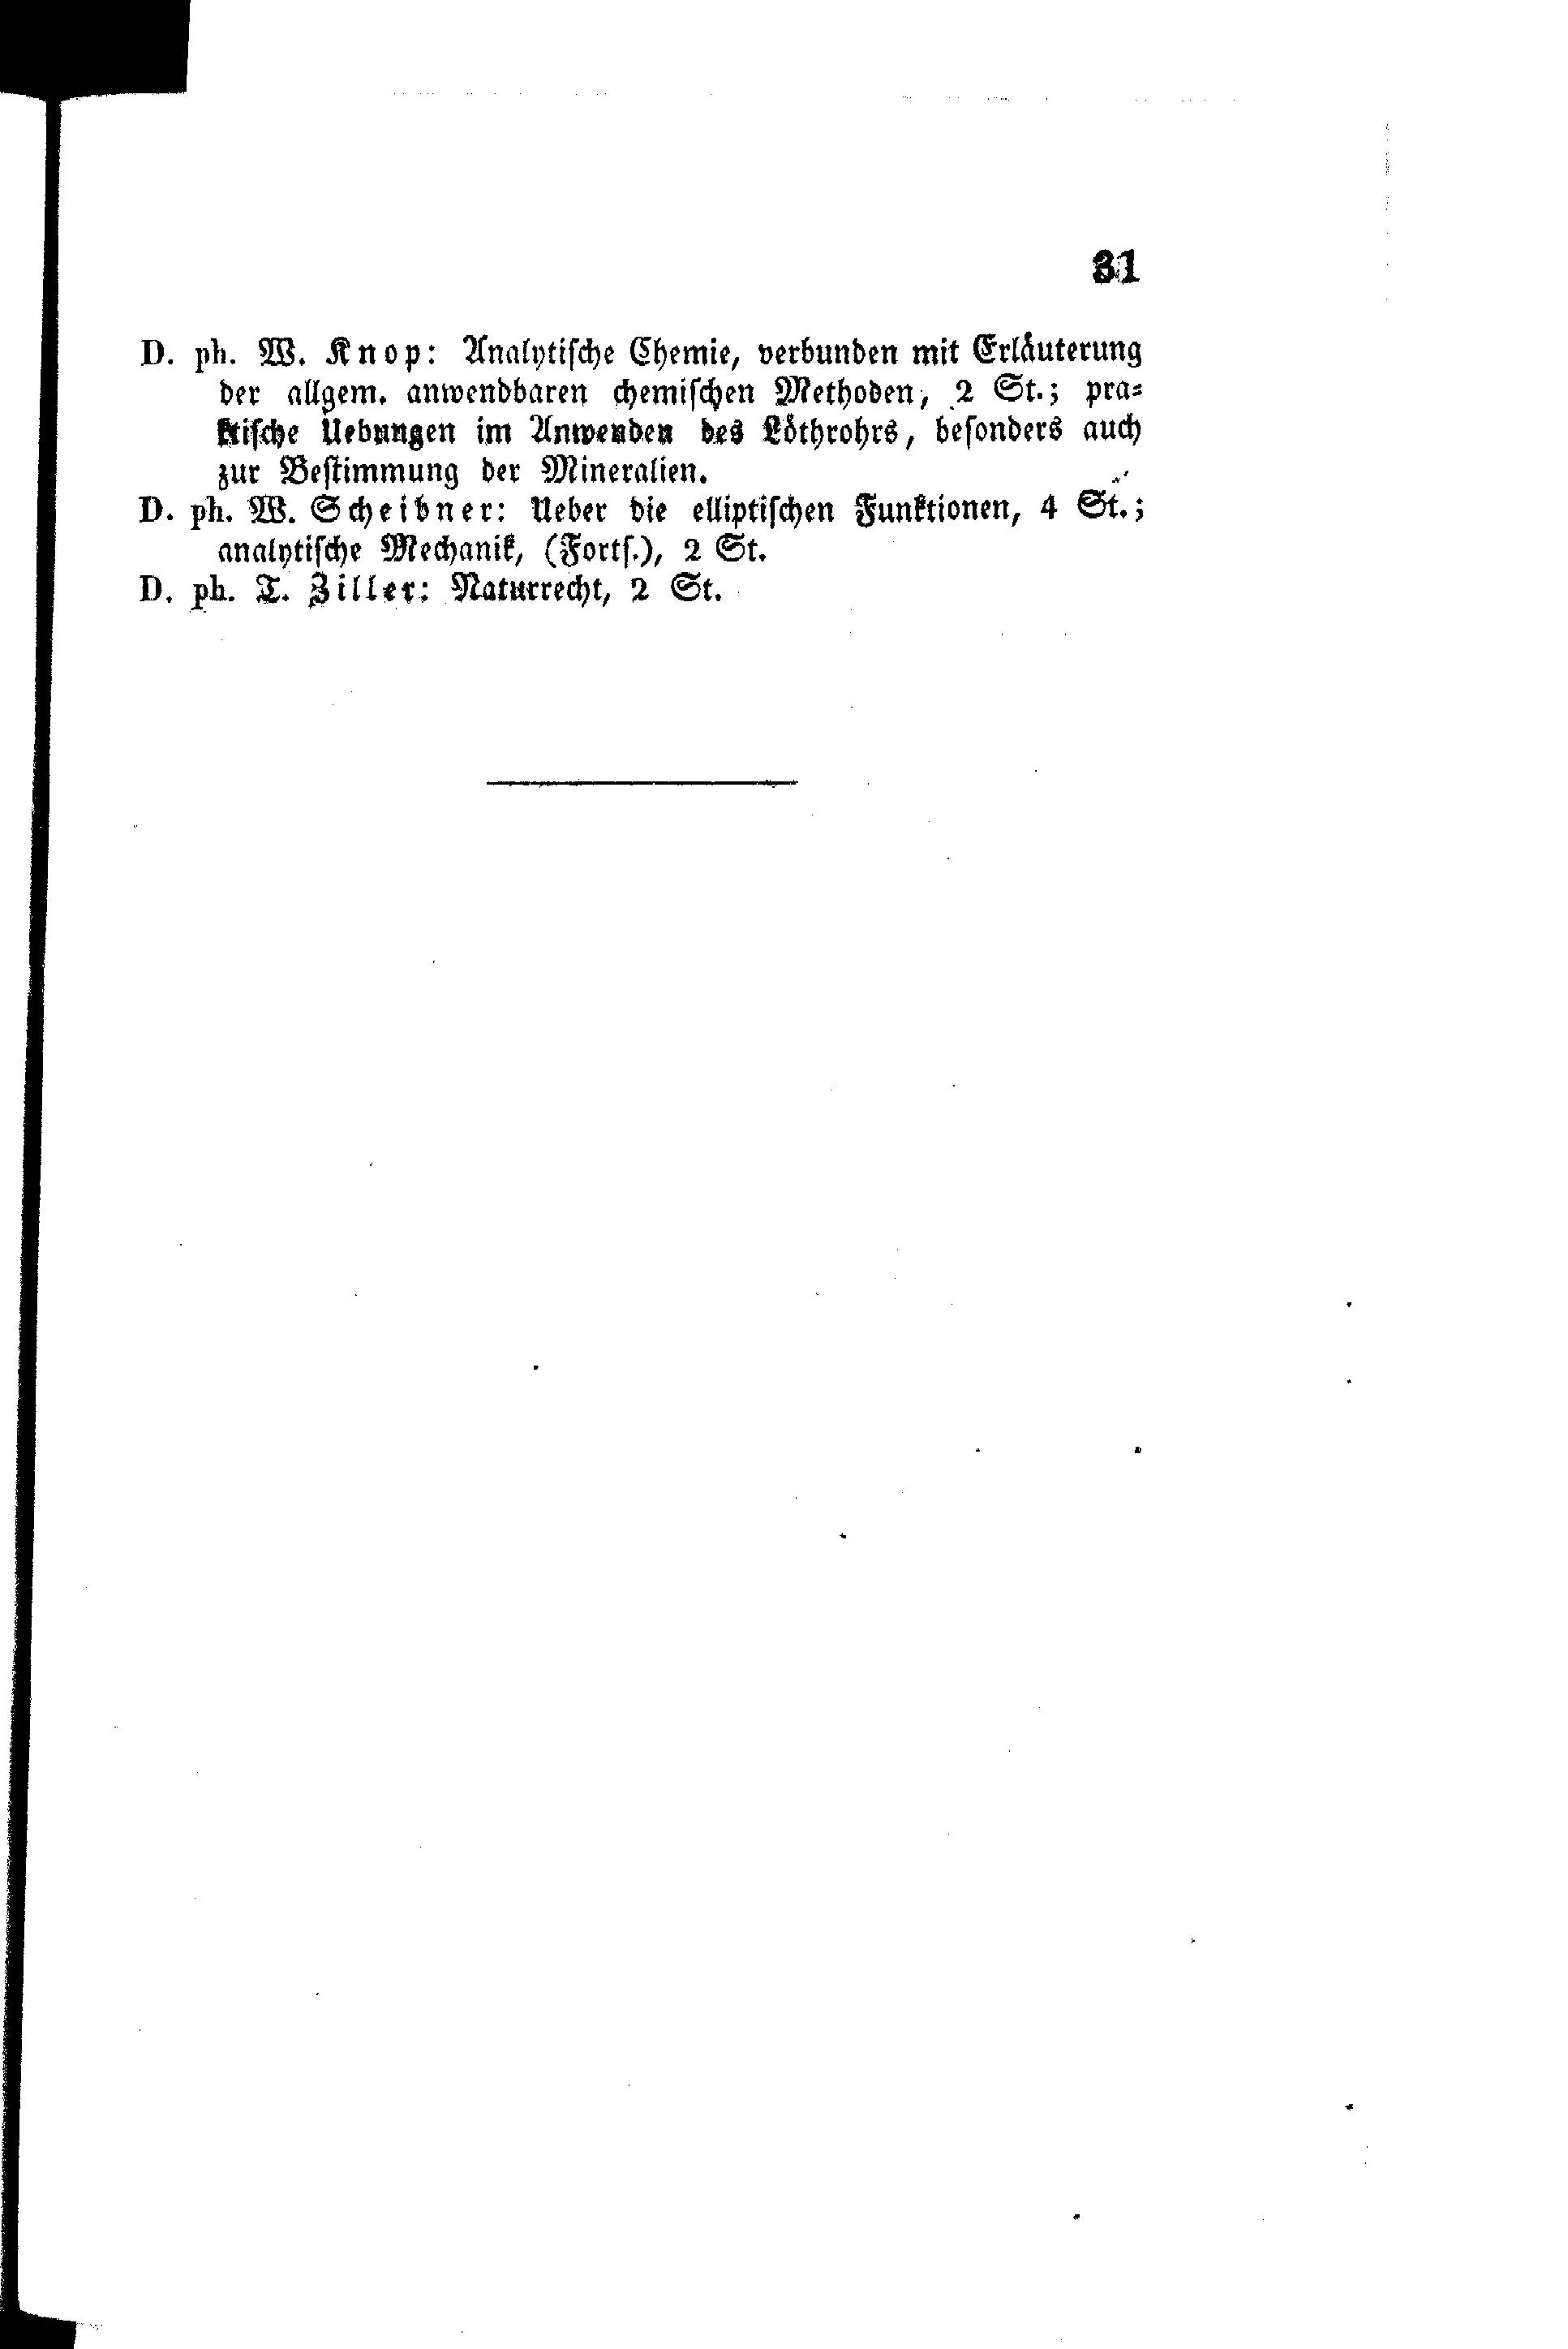 31
D. ph. W. Knop: Analytische Chemie, verbunden mit Erläuterung
der allgem. anwendbaren chemischen Methoden, 2 St.; pra-
ktische Uebungen im Anwenden des Löthrohrs, besonders auch
zur Bestimmung der Mineralien.
D. ph. W. Scheibner: Ueber die elliptischen Funktionen, 4 St.;
analytische Mechanik, (Forts.), 2 St.
D. ph. T. Ziller: Naturrecht, 2 St.